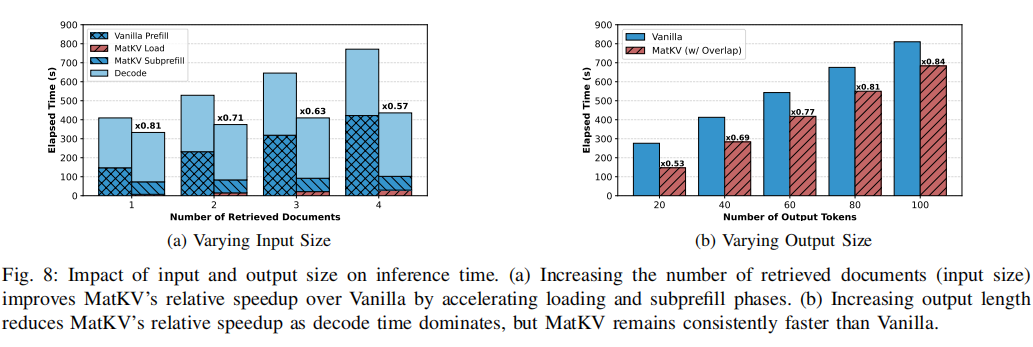 900
800
700
600
500
400
300
200
100
0
Elapsed Time (s)
Vanilla Prefill
MatKV Load
MatKV Subprefill
Decode
x0.81
x0.71
x0.63
x0.57
1 2 3 4
Number of Retrieved Documents
(a) Varying Input Size
900
800
700
600
500
400
300
200
100
0
Elapsed Time (s)
Vanilla
MatKV (w/ Overlap)
x0.53
x0.69
x0.77
x0.81
x0.84
20 40 60 80 100
Number of Output Tokens
(b) Varying Output Size
Fig. 8: Impact of input and output size on inference time. (a) Increasing the number of retrieved documents (input size)
improves MatKV's relative speedup over Vanilla by accelerating loading and subprefill phases. (b) Increasing output length
reduces MatKV's relative speedup as decode time dominates, but MatKV remains consistently faster than Vanilla.